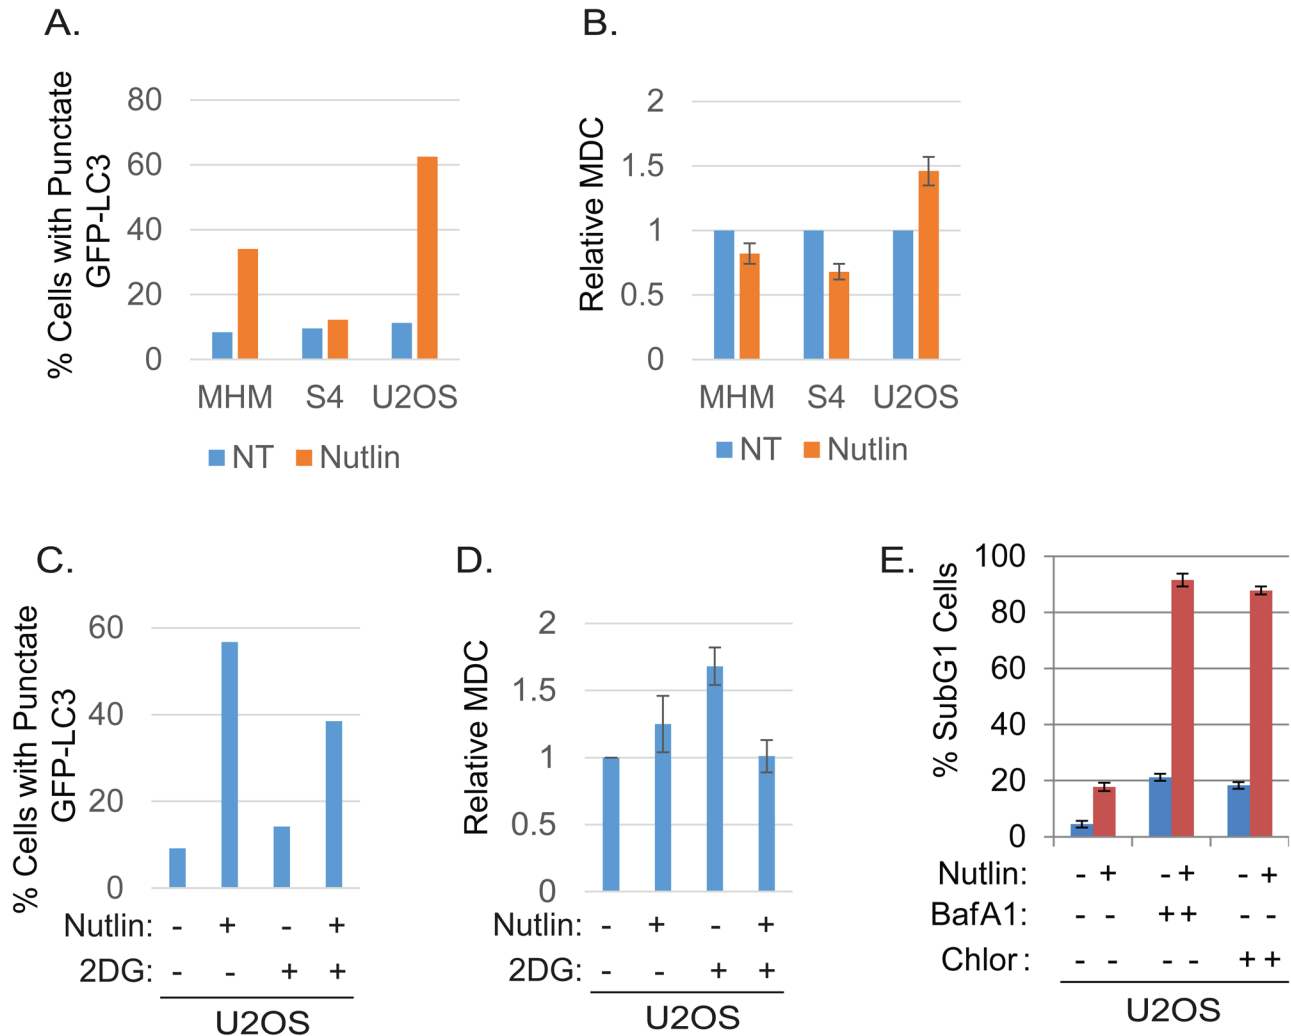 A.
% Cells with Punctate
GFP-LC3
80
60
40
20
0
MHM S4 U2OS
NT Nutlin
B.
Relative MDC
2
1.5
1
0.5
0
MHM S4 U2OS
NT Nutlin
C.
% Cells with Punctate
GFP-LC3
60
40
20
0
Nutlin: - + - +
2DG: - - + +
U2OS
D.
Relative MDC
2
1.5
1
0.5
0
Nutlin: - + - +
2DG: - - + +
U2OS
E.
% SubG1 Cells
100
80
60
40
20
0
Nutlin: - + - + - +
BafA1: - - + + - -
Chlor : - - - - + +
U2OS